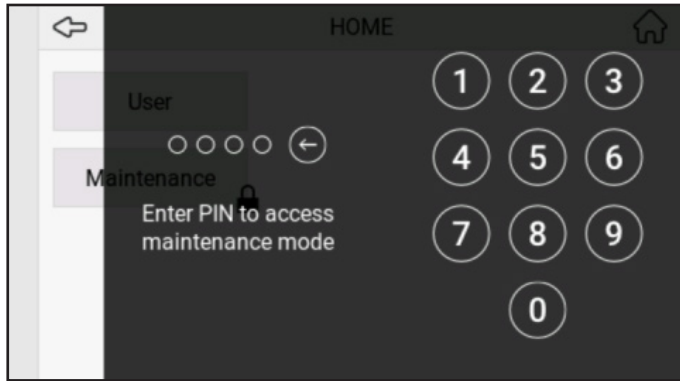 HOME
User
Maintenance
Enter PIN to access
maintenance mode
1 2 3
4 5 6
7 8 9
0